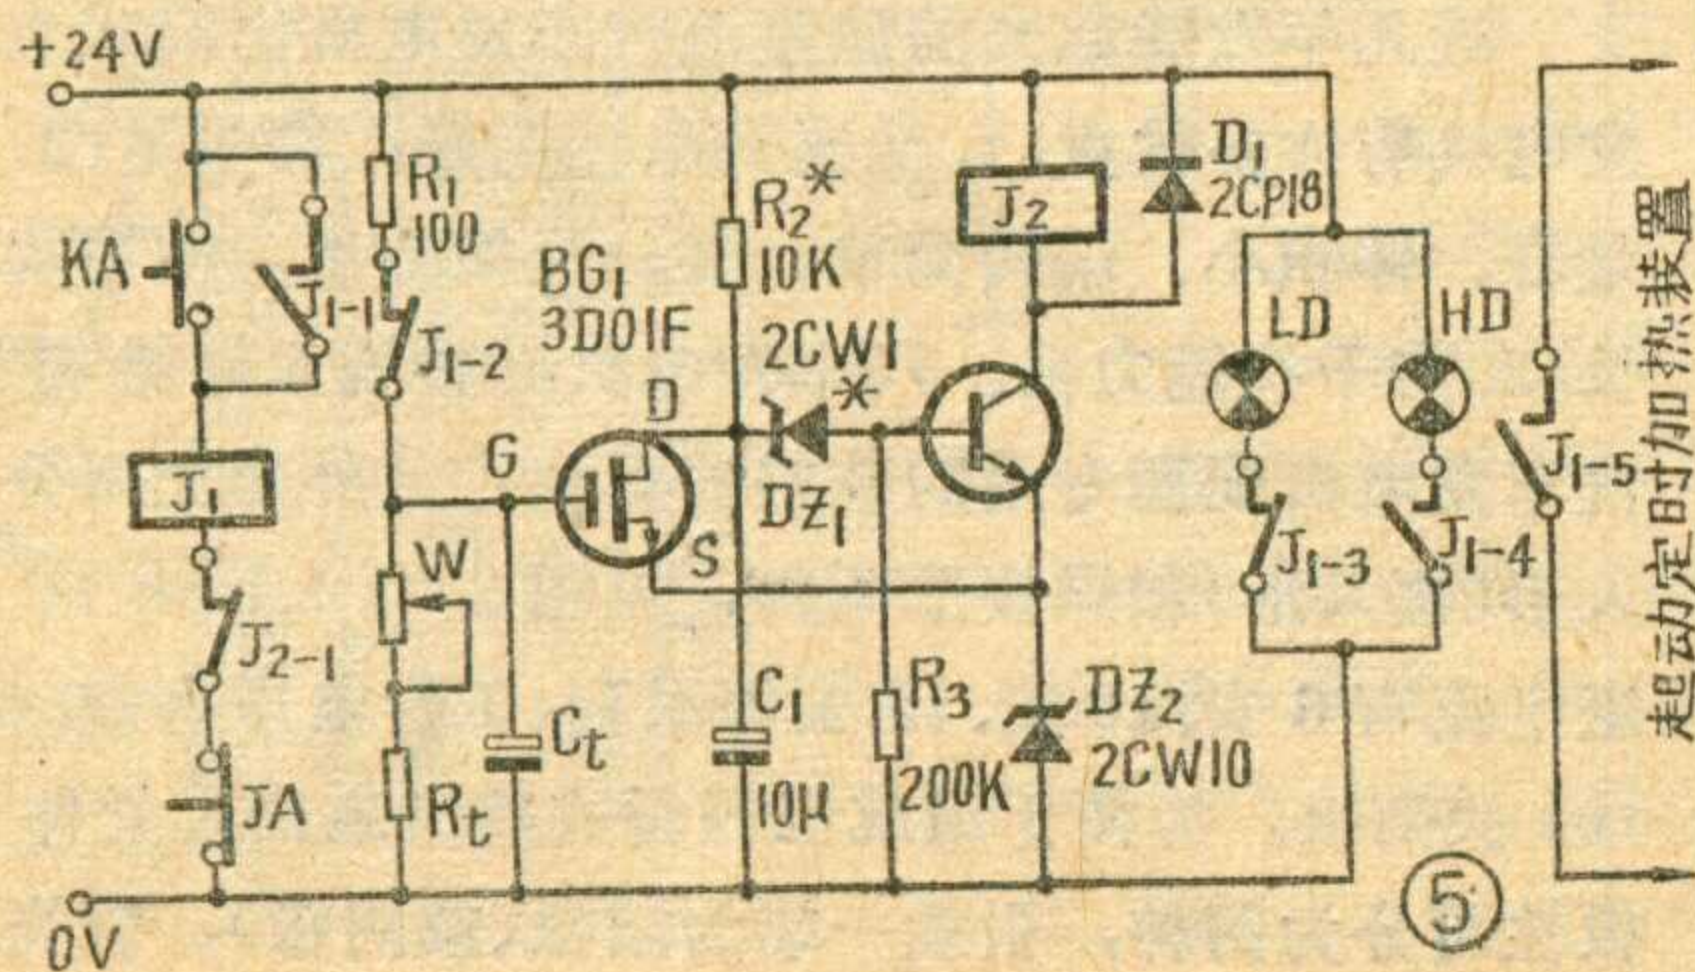 +24V
KA
J1-1
R1
100
J1-2
BG1
3D01F
R2*
10K
2CW1
*
DZ1
J2
D1
2CP18
LD
HD
J1
G
D
S
W
J2-1
JA
Rt
Ct
C1
10μ
R3
200K
DZ2
2CW10
J1-3
J1-4
J1-5
起动定时加热装置
0V
5